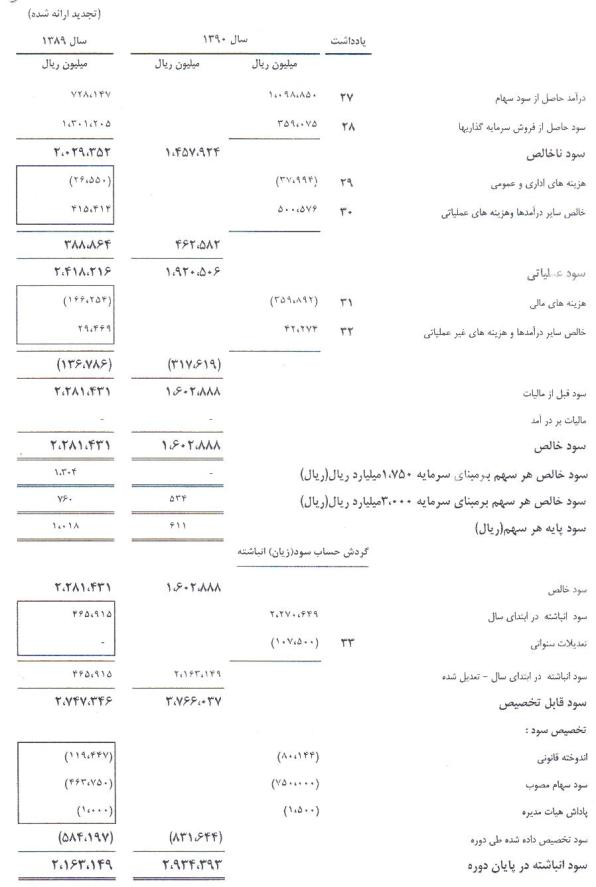 (تجدید ارائه شده)
یادداشت سال ۱۳۹۰ سال ۱۳۸۹
میلیون ریال میلیون ریال میلیون ریال
درآمد حاصل از سود سهام ۲۷ ۱،۰۹۸،۸۵۰ ۷۲۸،۱۴۷
سود حاصل از فروش سرمایه گذاریها ۲۸ ۳۵۹،۰۷۵ ۱،۳۰۱،۲۰۵
سود ناخالص ۱،۴۵۷،۹۲۴ ۲،۰۲۹،۳۵۲
هزینه های اداری و عمومی ۲۹ (۳۷،۹۹۴) (۲۶،۵۵۰)
خالص سایر درآمدها وهزینه های عملیاتی ۳۰ ۵۰۰،۵۷۶ ۴۱۵،۴۱۴
۴۶۲،۵۸۲ ۳۸۸،۸۶۴
سود عملیاتی ۱،۹۲۰،۵۰۶ ۲،۴۱۸،۲۱۶
هزینه های مالی ۳۱ (۳۵۹،۸۹۲) (۱۶۶،۲۵۴)
خالص سایر درآمدها و هزینه های غیر عملیاتی ۳۲ ۴۲،۲۷۴ ۲۹،۴۶۹
(۳۱۷،۶۱۹) (۱۳۶،۷۸۶)
سود قبل از مالیات ۱،۶۰۲،۸۸۸ ۲،۲۸۱،۴۳۱
مالیات بر در آمد - -
سود خالص ۱،۶۰۲،۸۸۸ ۲،۲۸۱،۴۳۱
سود خالص هر سهم برمبنای سرمایه ۱،۷۵۰میلیارد ریال(ریال) - ۱،۳۰۴
سود خالص هر سهم برمبنای سرمایه ۳،۰۰۰میلیارد ریال(ریال) ۵۳۴ ۷۶۰
سود پایه هر سهم(ریال) ۶۱۱ ۱،۰۱۸
گردش حساب سود(زیان) انباشته
سود خالص ۱،۶۰۲،۸۸۸ ۲،۲۸۱،۴۳۱
سود انباشته در ابتدای سال ۲،۲۷۰،۶۴۹ ۴۶۵،۹۱۵
تعدیلات سنواتی ۳۳ (۱۰۷،۵۰۰) -
سود انباشته در ابتدای سال - تعدیل شده ۲،۱۶۳،۱۴۹ ۴۶۵،۹۱۵
سود قابل تخصیص ۳،۷۶۶،۰۳۷ ۲،۷۴۷،۳۴۶
تخصیص سود :
اندوخته قانونی (۸۰،۱۴۴) (۱۱۹،۴۴۷)
سود سهام مصوب (۷۵۰،۰۰۰) (۴۶۳،۷۵۰)
پاداش هیات مدیره (۱،۵۰۰) (۱،۰۰۰)
سود تخصیص داده شده طی دوره (۸۳۱،۶۴۴) (۵۸۴،۱۹۷)
سود انباشته در پایان دوره ۲،۹۳۴،۳۹۳ ۲،۱۶۳،۱۴۹